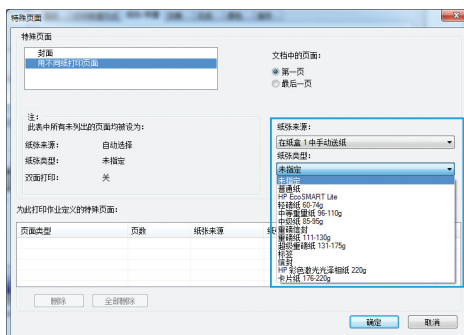 特殊页面
特殊页面
封面
用不同纸打印页面
文档中的页面:
第一页
最后一页
注:
此表中所有未列出的页面均被设为:
纸张来源: 自动选择
纸张类型: 未指定
双面打印: 关
纸张来源:
在纸盒 1 中手动送纸
纸张类型:
未指定
未指定
普通纸
HP EcoSMART Lite
轻磅纸 60-74g
中等重量纸 96-110g
中级纸 85-95g
重磅信封
重磅纸 111-130g
超级重磅纸 131-175g
标签
信封
HP 彩色激光光泽相纸 220g
卡片纸 176-220g
为此打印作业定义的特殊页面:
页面类型 页数 纸张来源
删除 全部删除
确定 取消